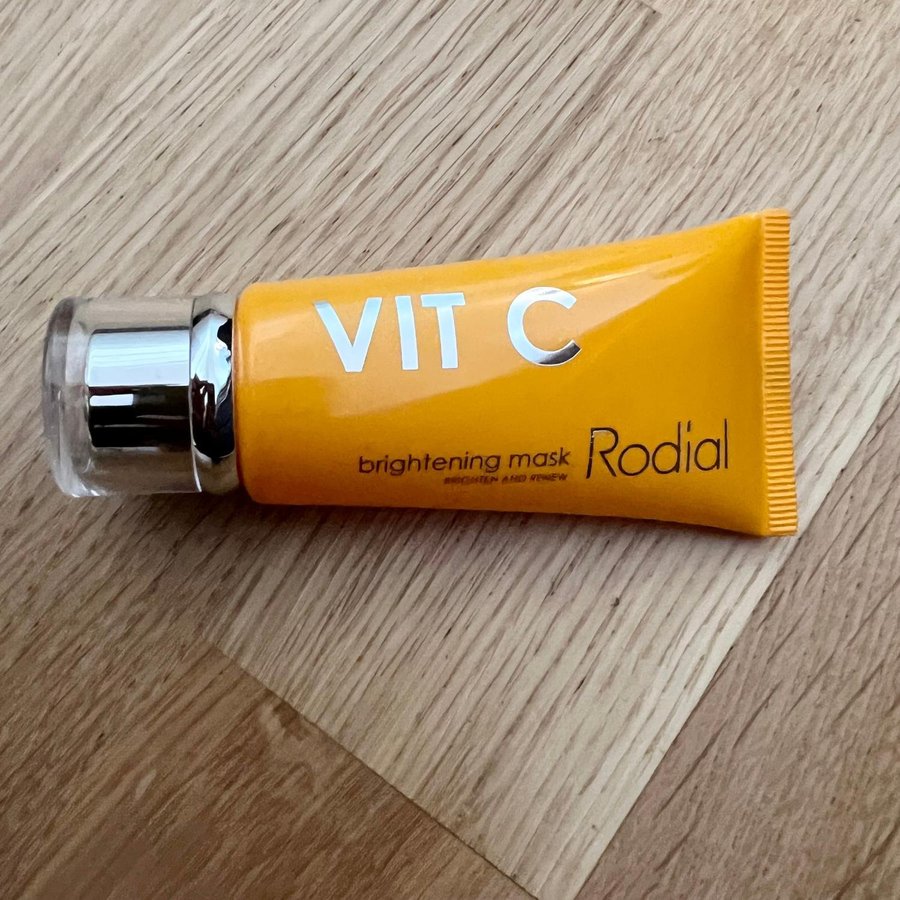 VIT C
brightening mask
BRIGHTEN AND RENEW
Rodial